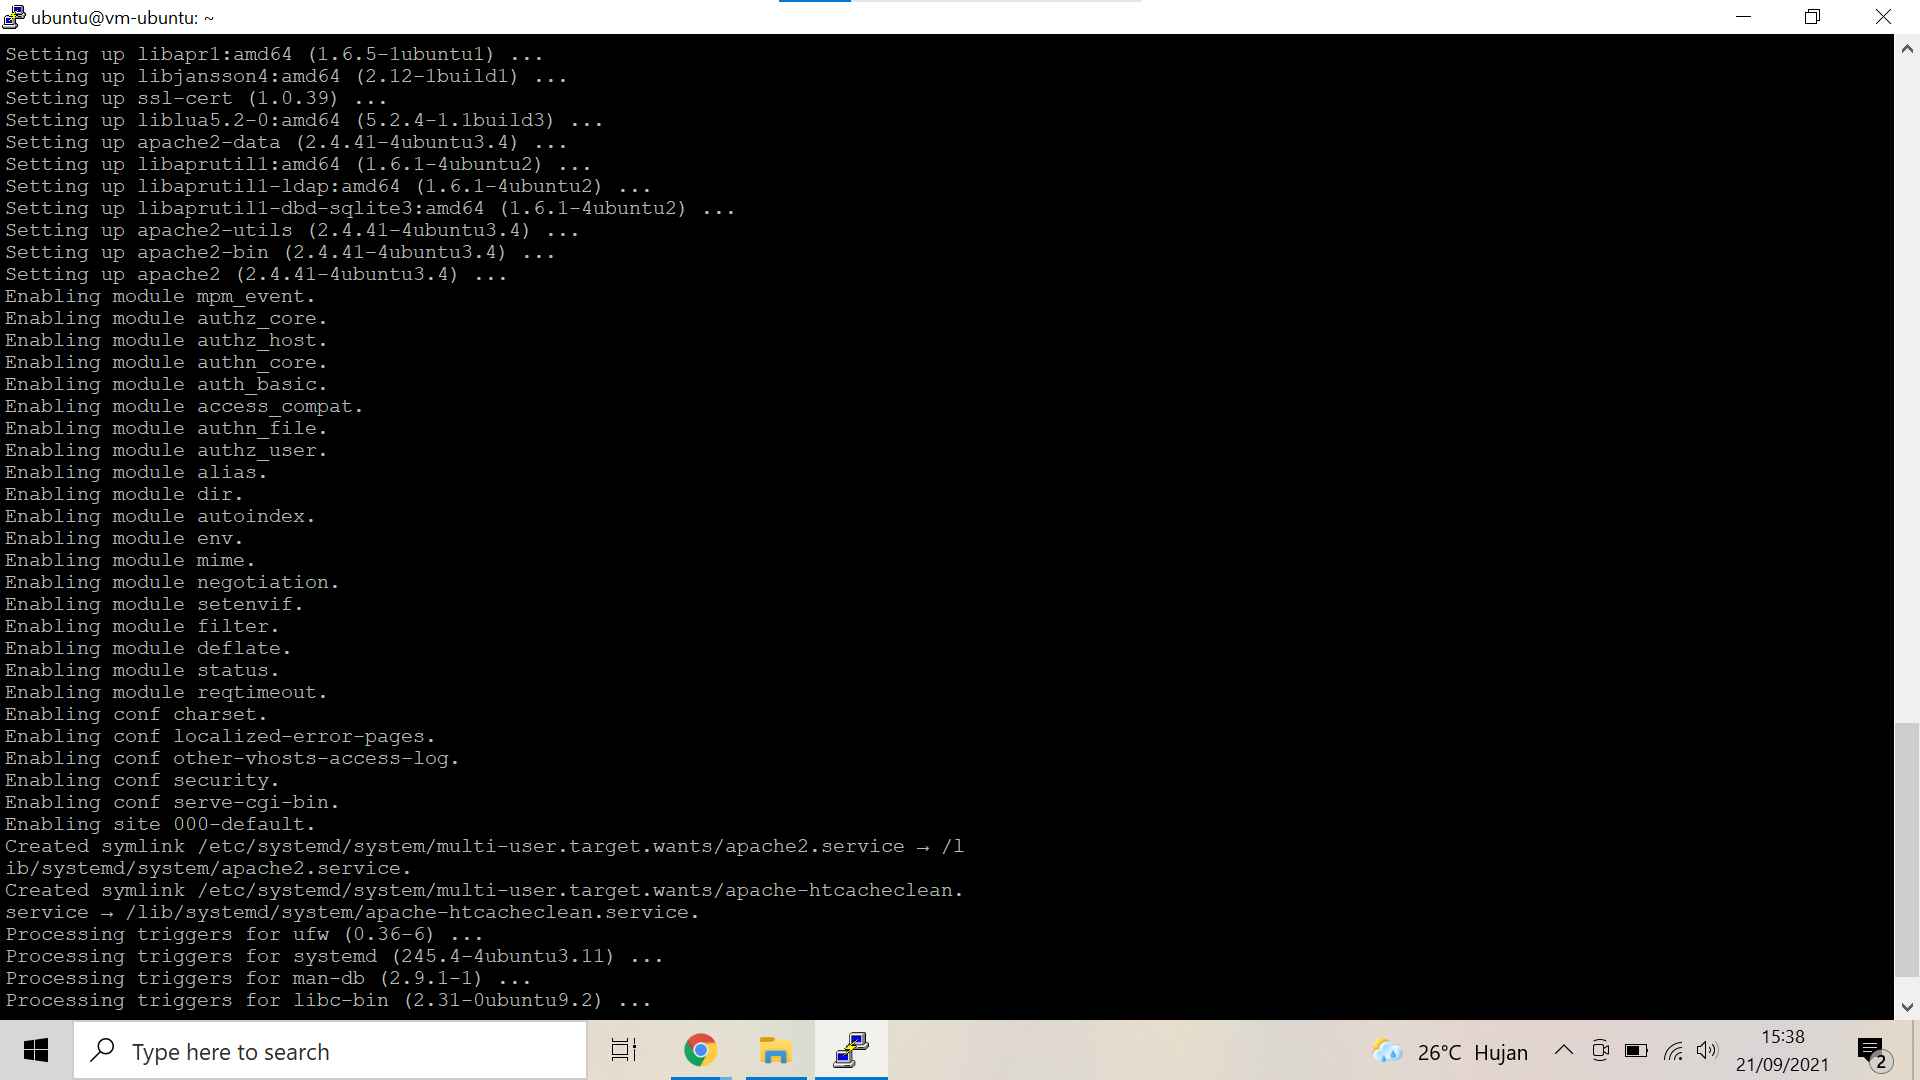 ubuntu@vm-ubuntu: ~
Setting up libapr1:amd64 (1.6.5-1ubuntu1) ...
Setting up libjansson4:amd64 (2.12-1build1) ...
Setting up ssl-cert (1.0.39) ...
Setting up liblua5.2-0:amd64 (5.2.4-1.1build3) ...
Setting up apache2-data (2.4.41-4ubuntu3.4) ...
Setting up libaprutil1:amd64 (1.6.1-4ubuntu2) ...
Setting up libaprutil1-ldap:amd64 (1.6.1-4ubuntu2) ...
Setting up libaprutil1-dbd-sqlite3:amd64 (1.6.1-4ubuntu2) ...
Setting up apache2-utils (2.4.41-4ubuntu3.4) ...
Setting up apache2-bin (2.4.41-4ubuntu3.4) ...
Setting up apache2 (2.4.41-4ubuntu3.4) ...
Enabling module mpm_event.
Enabling module authz_core.
Enabling module authz_host.
Enabling module authn_core.
Enabling module auth_basic.
Enabling module access_compat.
Enabling module authn_file.
Enabling module authz_user.
Enabling module alias.
Enabling module dir.
Enabling module autoindex.
Enabling module env.
Enabling module mime.
Enabling module negotiation.
Enabling module setenvif.
Enabling module filter.
Enabling module deflate.
Enabling module status.
Enabling module reqtimeout.
Enabling conf charset.
Enabling conf localized-error-pages.
Enabling conf other-vhosts-access-log.
Enabling conf security.
Enabling conf serve-cgi-bin.
Enabling site 000-default.
Created symlink /etc/systemd/system/multi-user.target.wants/apache2.service → /l
ib/systemd/system/apache2.service.
Created symlink /etc/systemd/system/multi-user.target.wants/apache-htcacheclean.
service → /lib/systemd/system/apache-htcacheclean.service.
Processing triggers for ufw (0.36-6) ...
Processing triggers for systemd (245.4-4ubuntu3.11) ...
Processing triggers for man-db (2.9.1-1) ...
Processing triggers for libc-bin (2.31-0ubuntu9.2) ...
Type here to search
26°C Hujan
15:38
21/09/2021
2